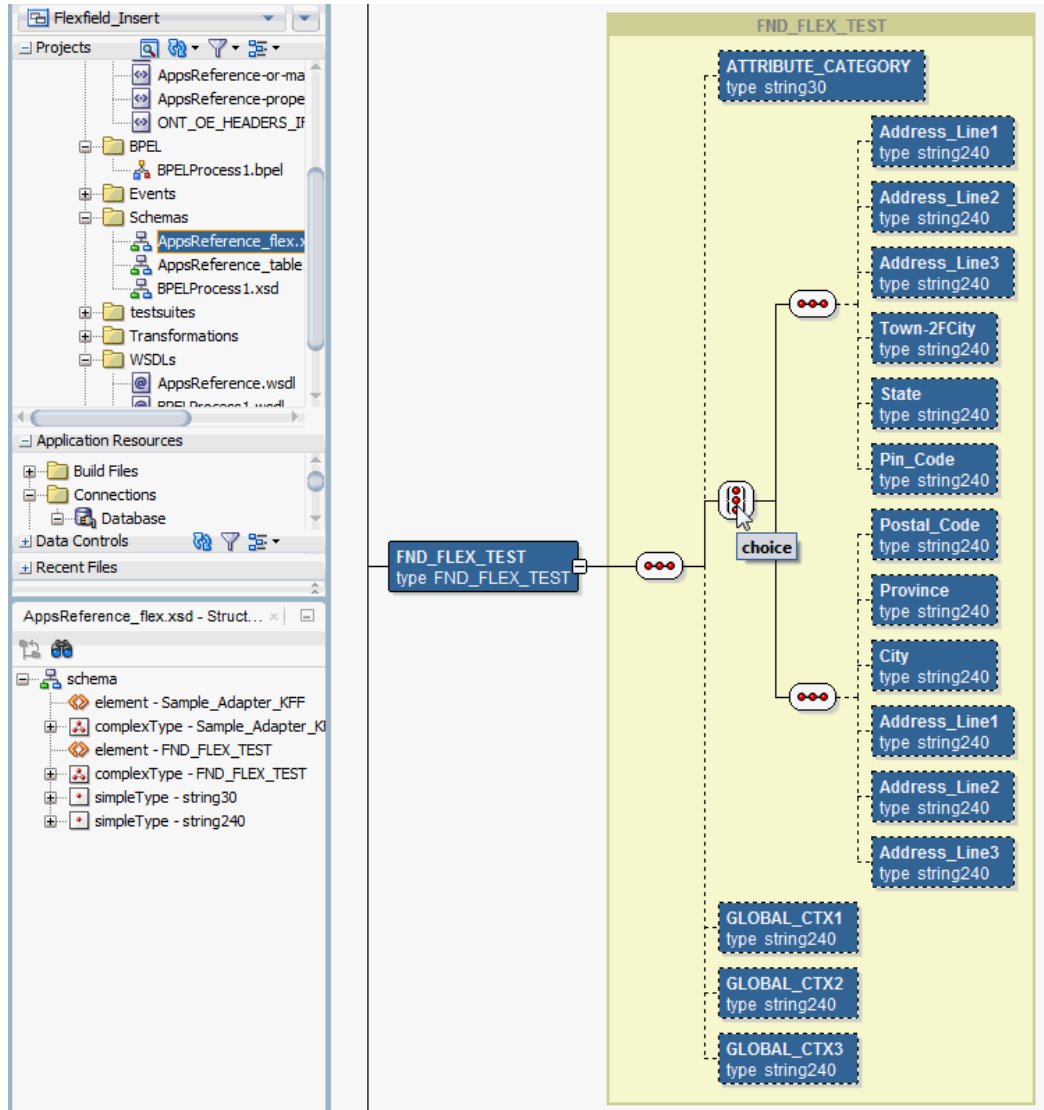 Flexfield_Insert
Projects
AppsReference-or-ma
AppsReference-prope
ONT_OE_HEADERS_IF
BPEL
BPELProcess1.bpel
Events
Schemas
AppsReference_flex.x
AppsReference_table
BPELProcess1.xsd
testsuites
Transformations
WSDLs
AppsReference.wsdl
BPELProcess1.wsdl
Application Resources
Build Files
Connections
Database
Data Controls
Recent Files
AppsReference_flex.xsd - Struct...
schema
element - Sample_Adapter_KFF
complexType - Sample_Adapter_K
element - FND_FLEX_TEST
complexType - FND_FLEX_TEST
simpleType - string30
simpleType - string240
FND_FLEX_TEST
type FND_FLEX_TEST
FND_FLEX_TEST
ATTRIBUTE_CATEGORY
type string30
choice
Address_Line1
type string240
Address_Line2
type string240
Address_Line3
type string240
Town-2FCity
type string240
State
type string240
Pin_Code
type string240
Postal_Code
type string240
Province
type string240
City
type string240
Address_Line1
type string240
Address_Line2
type string240
Address_Line3
type string240
GLOBAL_CTX1
type string240
GLOBAL_CTX2
type string240
GLOBAL_CTX3
type string240